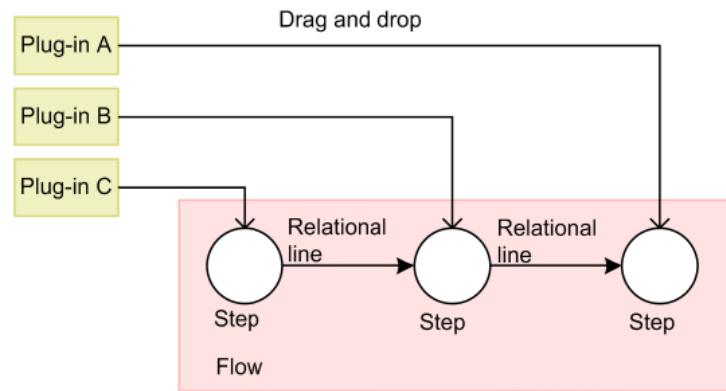 Drag and drop
Plug-in A
Plug-in B
Plug-in C
Relational
line
Relational
line
Step
Step
Step
Flow